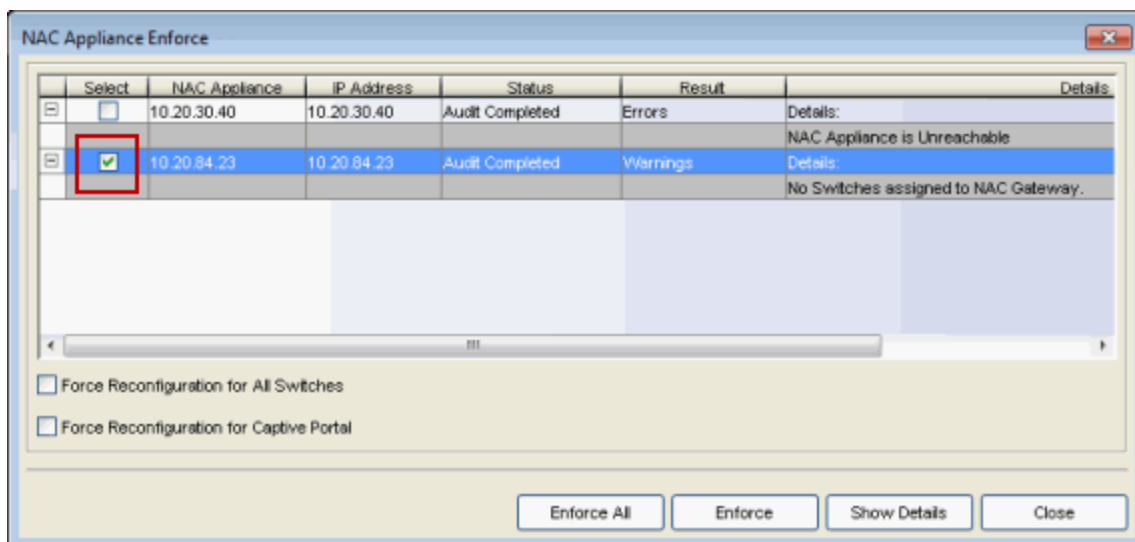 NAC Appliance Enforce
Select NAC Appliance IP Address Status Result Details
10.20.30.40 10.20.30.40 Audit Completed Errors Details:
NAC Appliance is Unreachable
10.20.84.23 10.20.84.23 Audit Completed Warnings Details:
No Switches assigned to NAC Gateway.
Force Reconfiguration for All Switches
Force Reconfiguration for Captive Portal
Enforce All Enforce Show Details Close